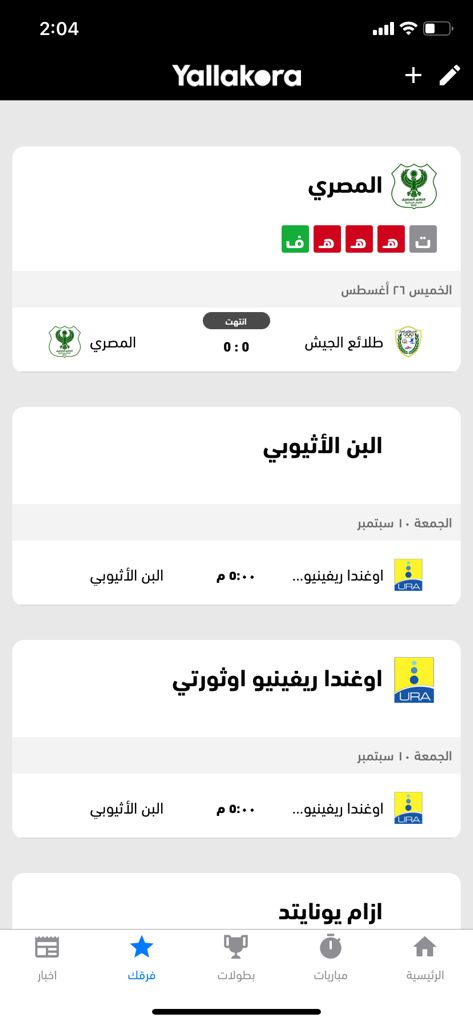 2:04
Yallakora
المصري
ت ه ه ه ف
الخميس ٢٦ أغسطس
انتهت
طلائع الجيش 0 : 0 المصري
البن الأثيوبي
الجمعة ١٠ سبتمبر
اوغندا ريفينيو... ٥:٠٠ م البن الأثيوبي
URA
اوغندا ريفينيو اوثورتي
URA
الجمعة ١٠ سبتمبر
اوغندا ريفينيو... ٥:٠٠ م البن الأثيوبي
URA
ازام يونايتد
الرئيسية مباريات بطولات فرقك اخبار